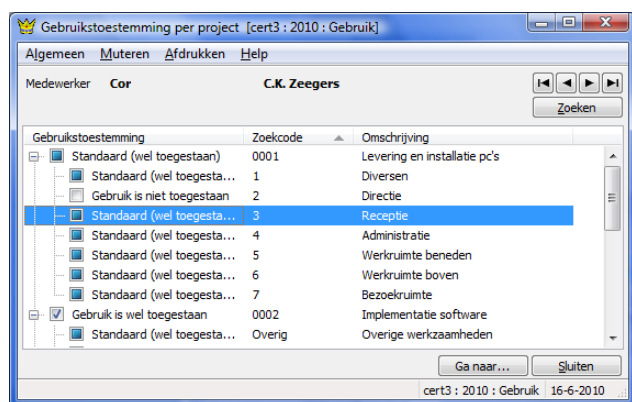 Gebruikstoestemming per project [cert3 : 2010 : Gebruik]
Algemeen Muteren Afdrukken Help
Medewerker Cor C.K. Zeegers
Zoeken
Gebruikstoestemming Zoekcode Omschrijving
Standaard (wel toegestaan) 0001 Levering en installatie pc's
Standaard (wel toegesta... 1 Diversen
Gebruik is niet toegestaan 2 Directie
Standaard (wel toegesta... 3 Receptie
Standaard (wel toegesta... 4 Administratie
Standaard (wel toegesta... 5 Werkruimte beneden
Standaard (wel toegesta... 6 Werkruimte boven
Standaard (wel toegesta... 7 Bezoekruimte
Gebruik is wel toegestaan 0002 Implementatie software
Standaard (wel toegesta... Overig Overige werkzaamheden
Ga naar... Sluiten
cert3 : 2010 : Gebruik 16-6-2010